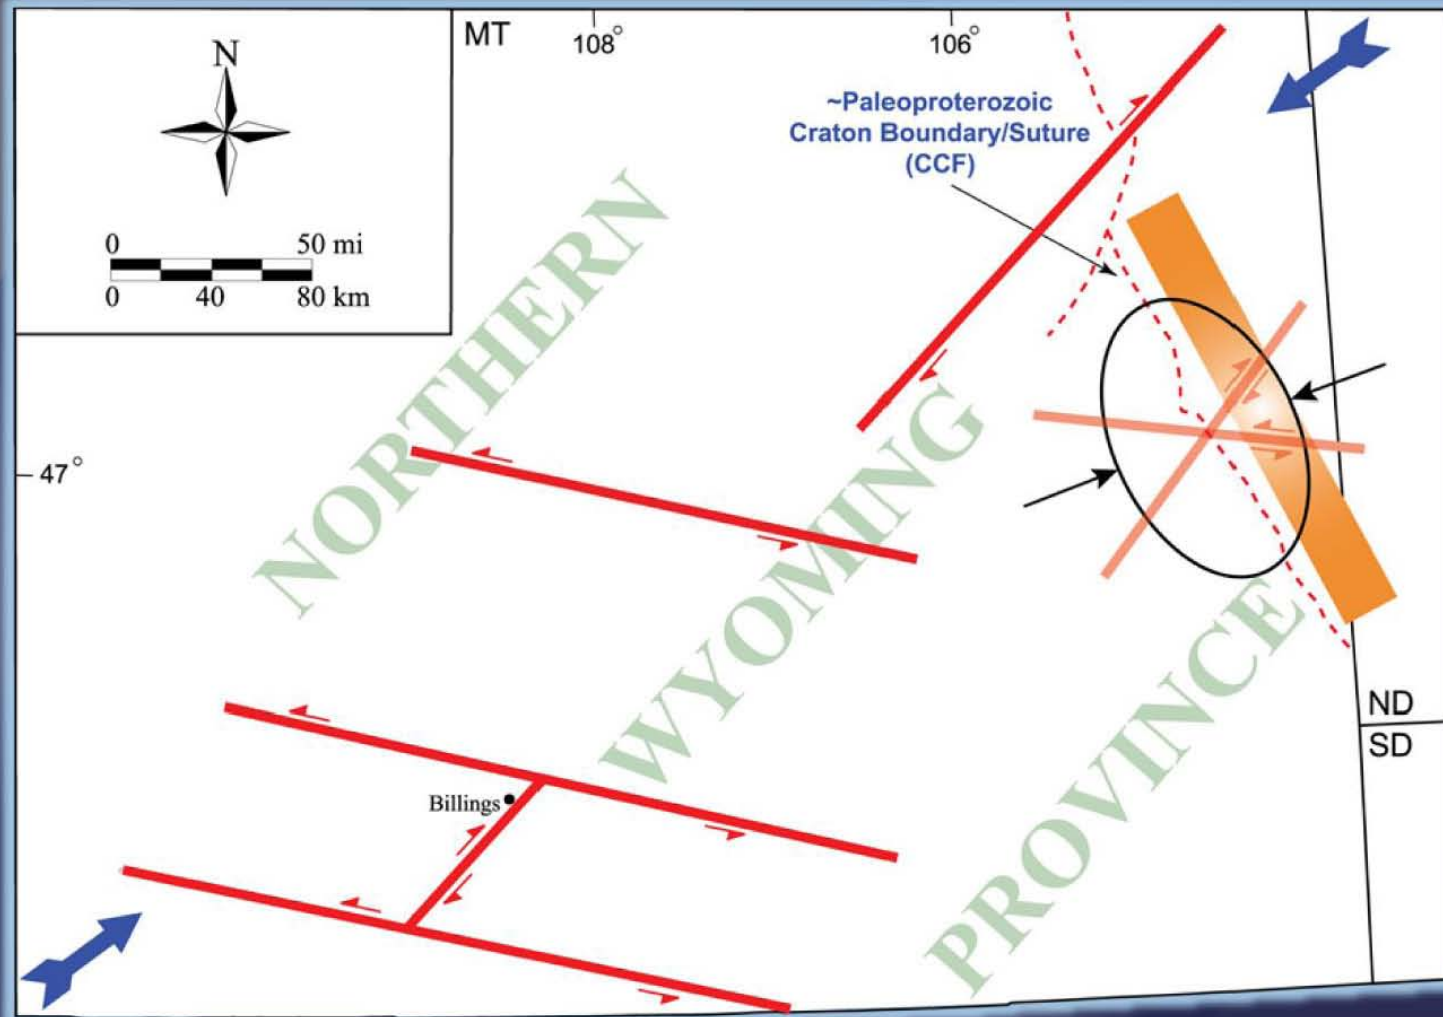 N
0 50 mi
0 40 80 km
MT
108°
106°
~Paleoproterozoic
Craton Boundary/Suture
(CCF)
47°
NORTHERN
WYOMING
PROVINCE
Billings
ND
SD